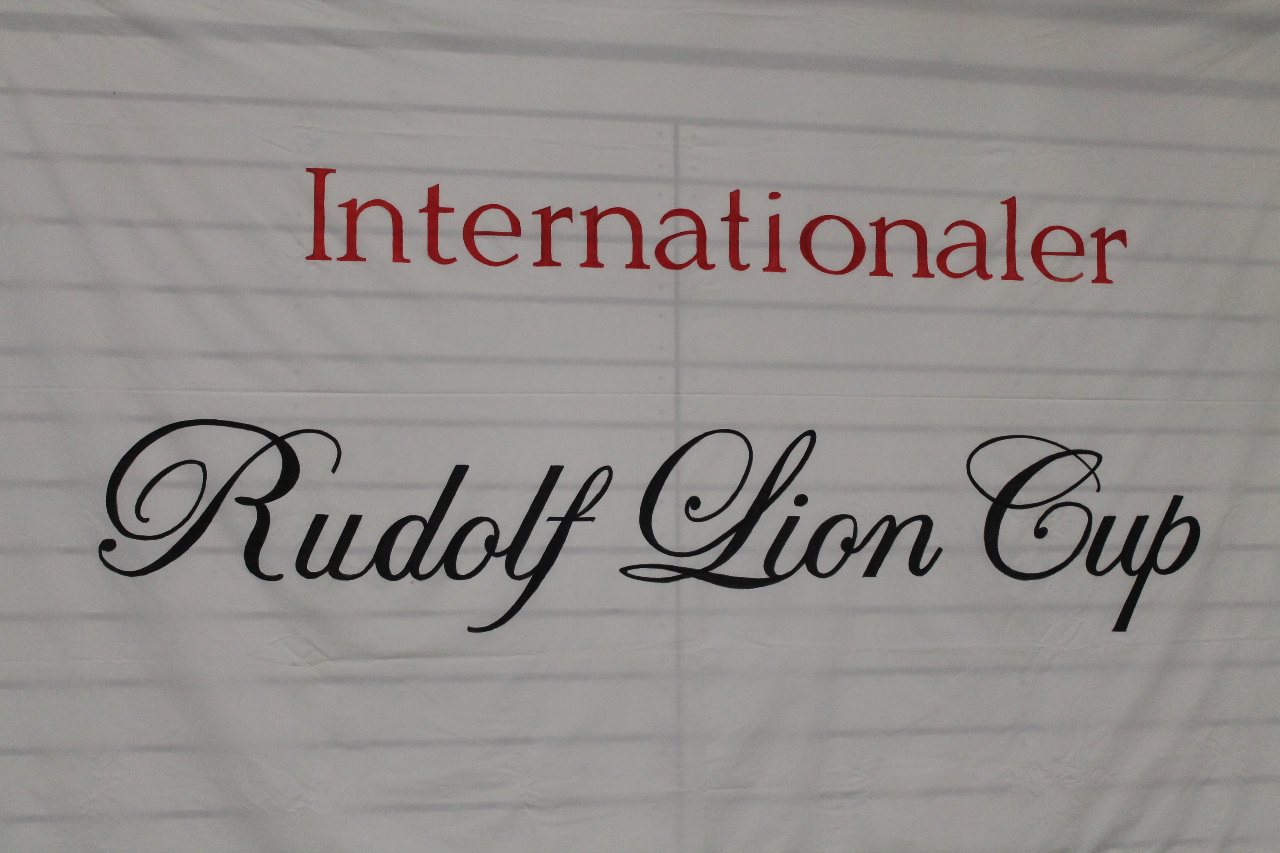 Internationaler
Rudolf Lion Cup